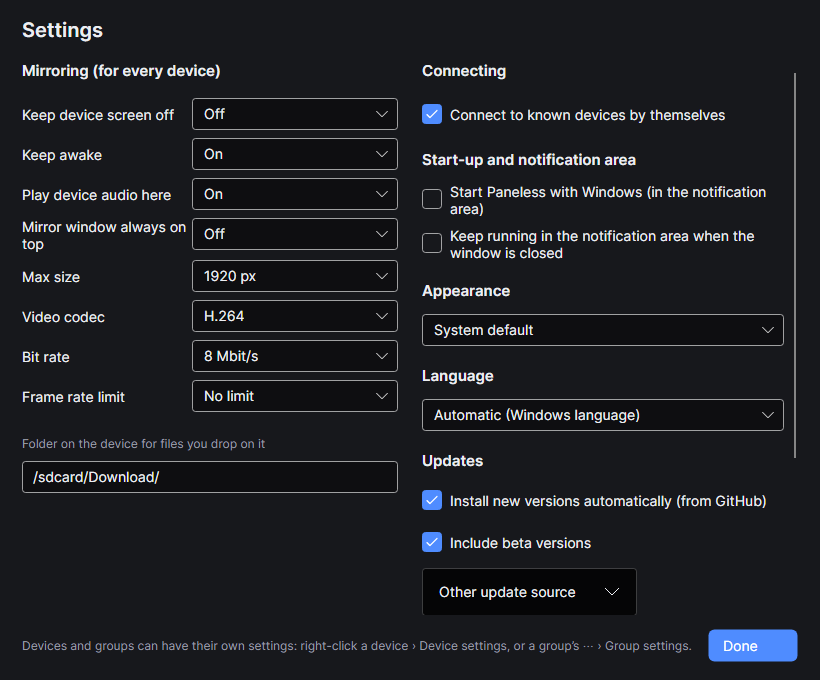 Settings
Mirroring (for every device)
Keep device screen off
Off
Keep awake
On
Play device audio here
On
Mirror window always on
top
Off
Max size
1920 px
Video codec
H.264
Bit rate
8 Mbit/s
Frame rate limit
No limit
Folder on the device for files you drop on it
/sdcard/Download/
Connecting
Connect to known devices by themselves
Start-up and notification area
Start Paneless with Windows (in the notification
area)
Keep running in the notification area when the
window is closed
Appearance
System default
Language
Automatic (Windows language)
Updates
Install new versions automatically (from GitHub)
Include beta versions
Other update source
Devices and groups can have their own settings: right-click a device › Device settings, or a group’s ··· › Group settings.
Done